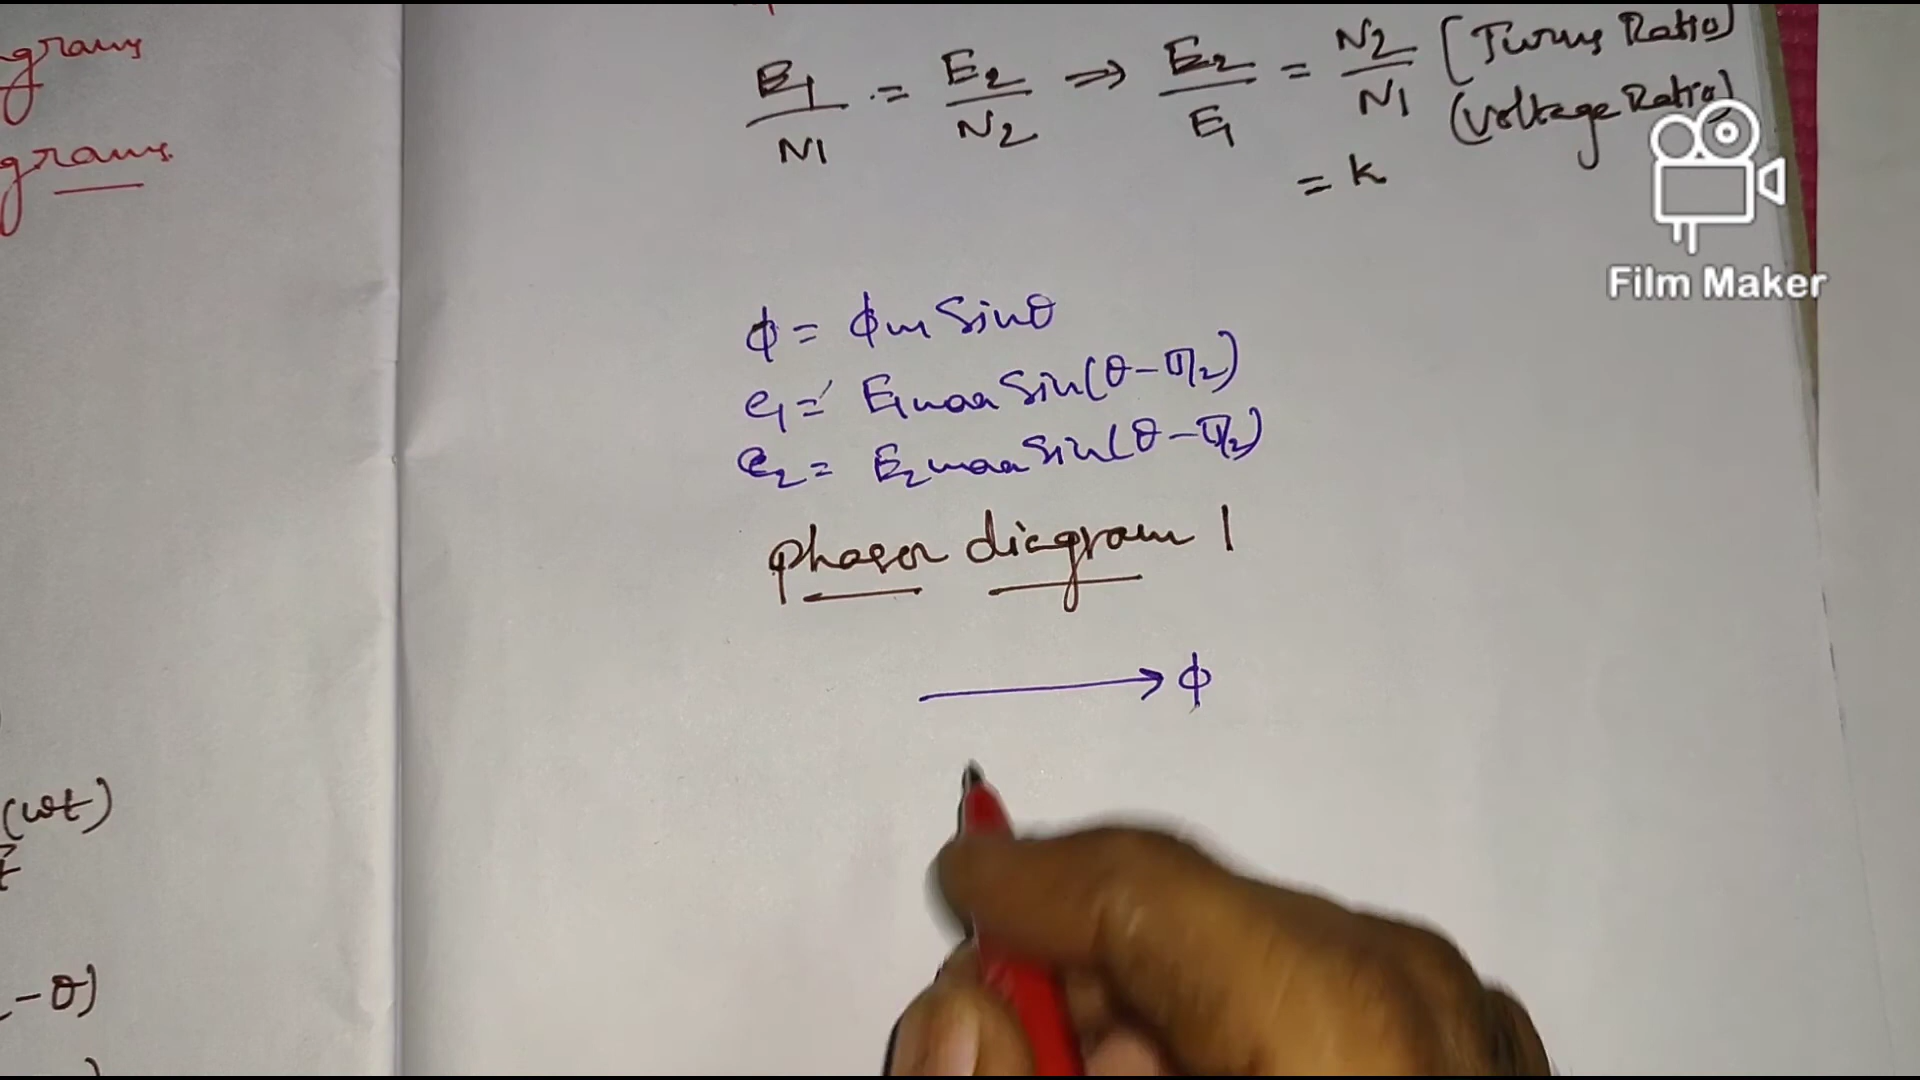 grams
grams
E1/N1 = E2/N2 ⇒ E2/E1 = N2/N1 [Turns Ratio)
(Voltage Ratio)
= k
Film Maker
ϕ = ϕm Sinθ
e1 = E1max Sin(θ-π/2)
e2 = E2max Sin(θ-π/2)
phasor diagram 1
ϕ
(ωt)
-θ)